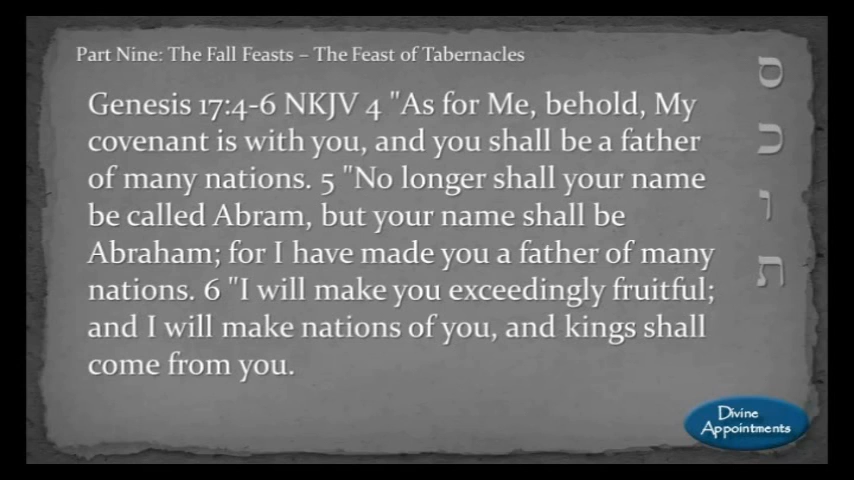 Part Nine: The Fall Feasts – The Feast of Tabernacles
Genesis 17:4-6 NKJV 4 "As for Me, behold, My
covenant is with you, and you shall be a father
of many nations. 5 "No longer shall your name
be called Abram, but your name shall be
Abraham; for I have made you a father of many
nations. 6 "I will make you exceedingly fruitful;
and I will make nations of you, and kings shall
come from you.
ס
י
ת
Divine
Appointments